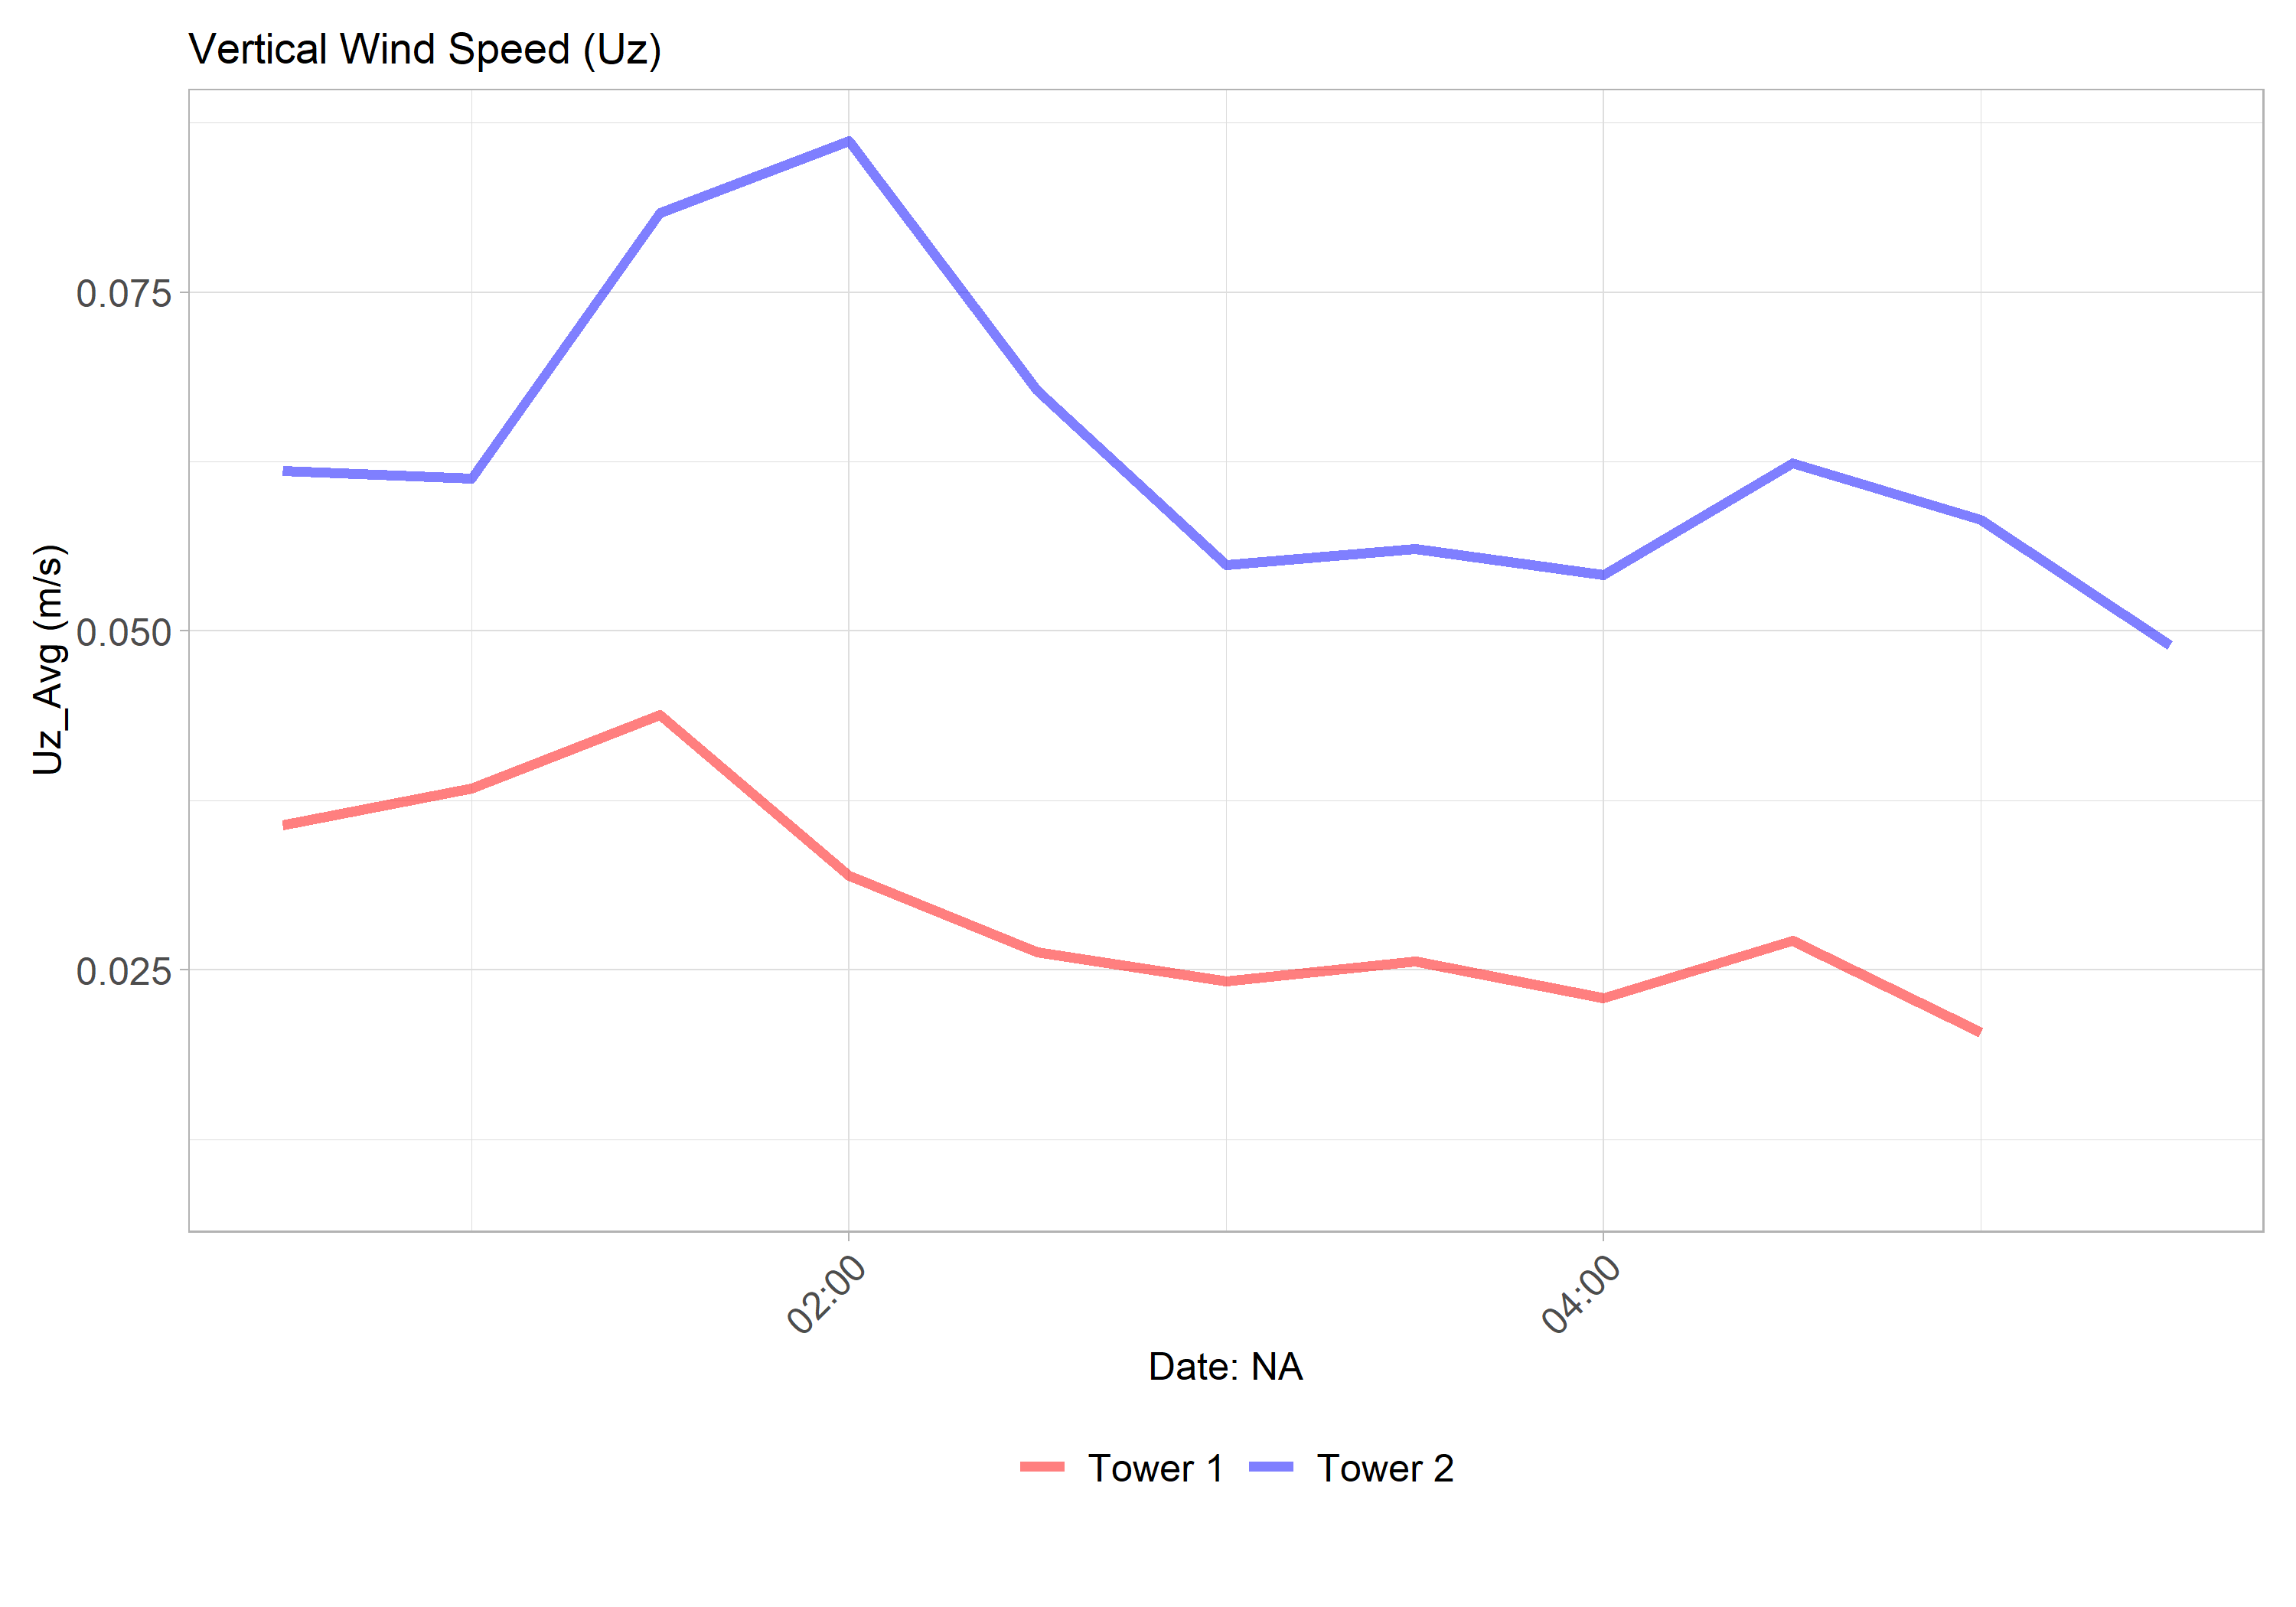 Vertical Wind Speed (Uz)
Uz_Avg (m/s)
0.075
0.050
0.025
02:00
04:00
Date: NA
Tower 1
Tower 2